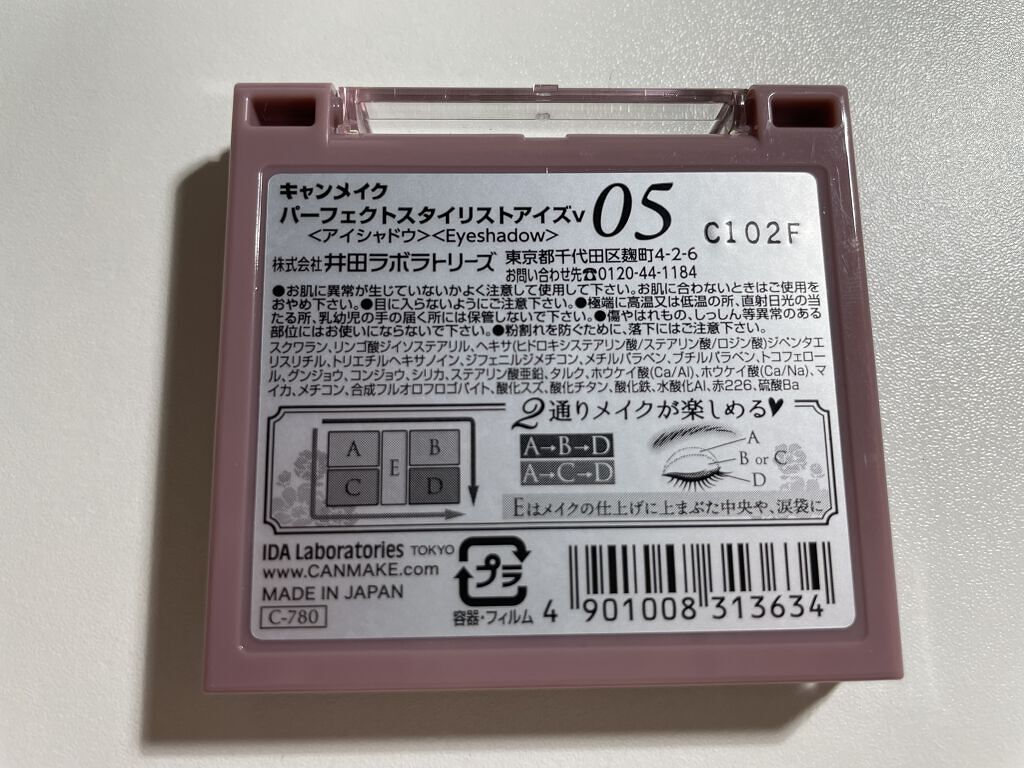 キャンメイク
パーフェクトスタイリストアイズv 05
<アイシャドウ><Eyeshadow>
C102F
株式会社 井田ラボラトリーズ 東京都千代田区麹町4-2-6
お問い合わせ先☎0120-44-1184
●お肌に異常が生じていないかよく注意して使用して下さい。お肌に合わないときはご使用を
おやめ下さい。●目に入らないようにご注意下さい。●極端に高温又は低温の所、直射日光の当
たる所、乳幼児の手の届く所には保管しないで下さい。●傷やはれもの、しっしん等異常のある
部位にはお使いにならないで下さい。●粉割れを防ぐために、落下にはご注意下さい。
スクワラン、リンゴ酸ジイソステアリル、ヘキサ(ヒドロキシステアリン酸/ステアリン酸/ロジン酸)ジペンタエ
リスリチル、トリエチルヘキサノイン、ジフェニルジメチコン、メチルパラベン、ブチルパラベン、トコフェロー
ル、グンジョウ、コンジョウ、シリカ、ステアリン酸亜鉛、タルク、ホウケイ酸(Ca/Al)、ホウケイ酸(Ca/Na)、マ
イカ、メチコン、合成フルオロフロゴパイト、酸化スズ、酸化チタン、酸化鉄、水酸化Al、赤226、硫酸Ba
2通りメイクが楽しめる♥
A B
E
C D
A→B→D
A→C→D
A
B or C
D
Eはメイクの仕上げに上まぶた中央や、涙袋に
IDA Laboratories TOKYO
www.CANMAKE.com
MADE IN JAPAN
C-780
プラ
容器・フィルム
4 901008 313634